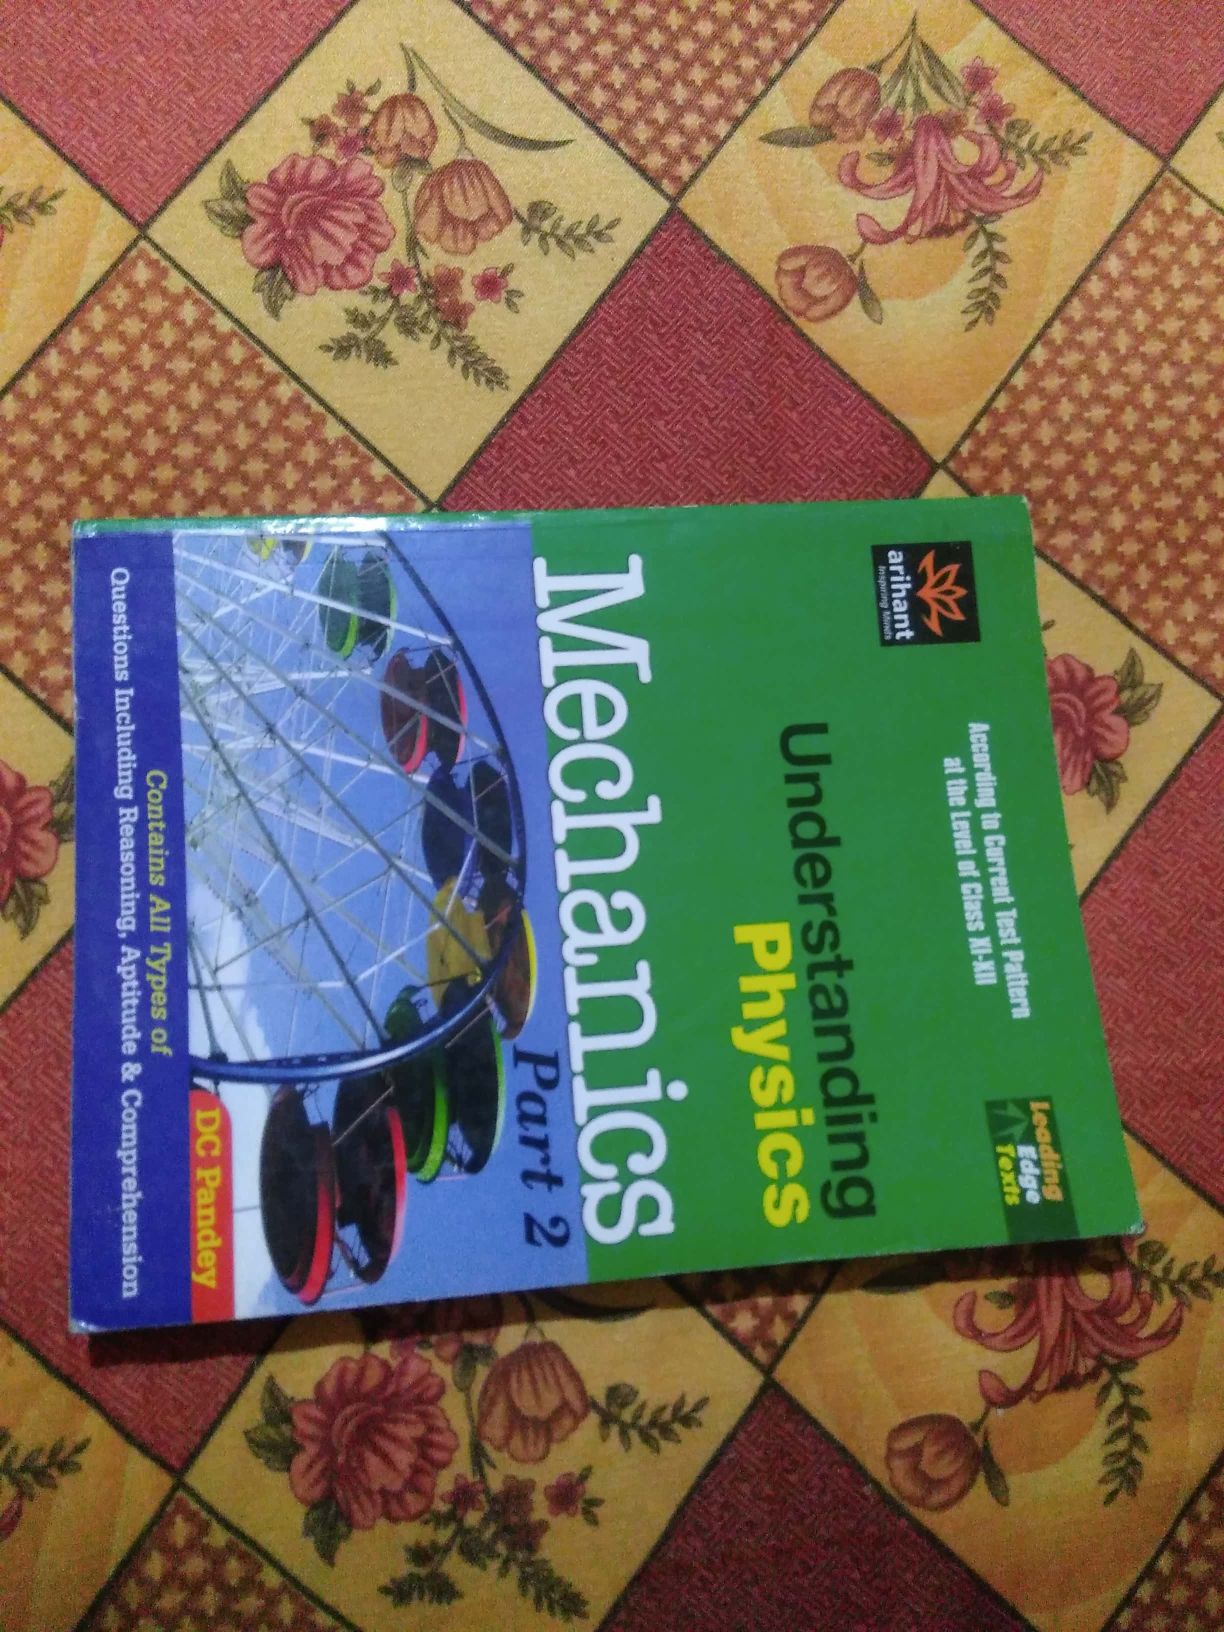 arihant
Inspiring Minds
According to Current Test Pattern
at the Level of Class XI-XII
Leading
Edge
Texts
Understanding
Physics
Mechanics
Part 2
DC Pandey
Contains All Types of
Questions Including Reasoning, Aptitude & Comprehension